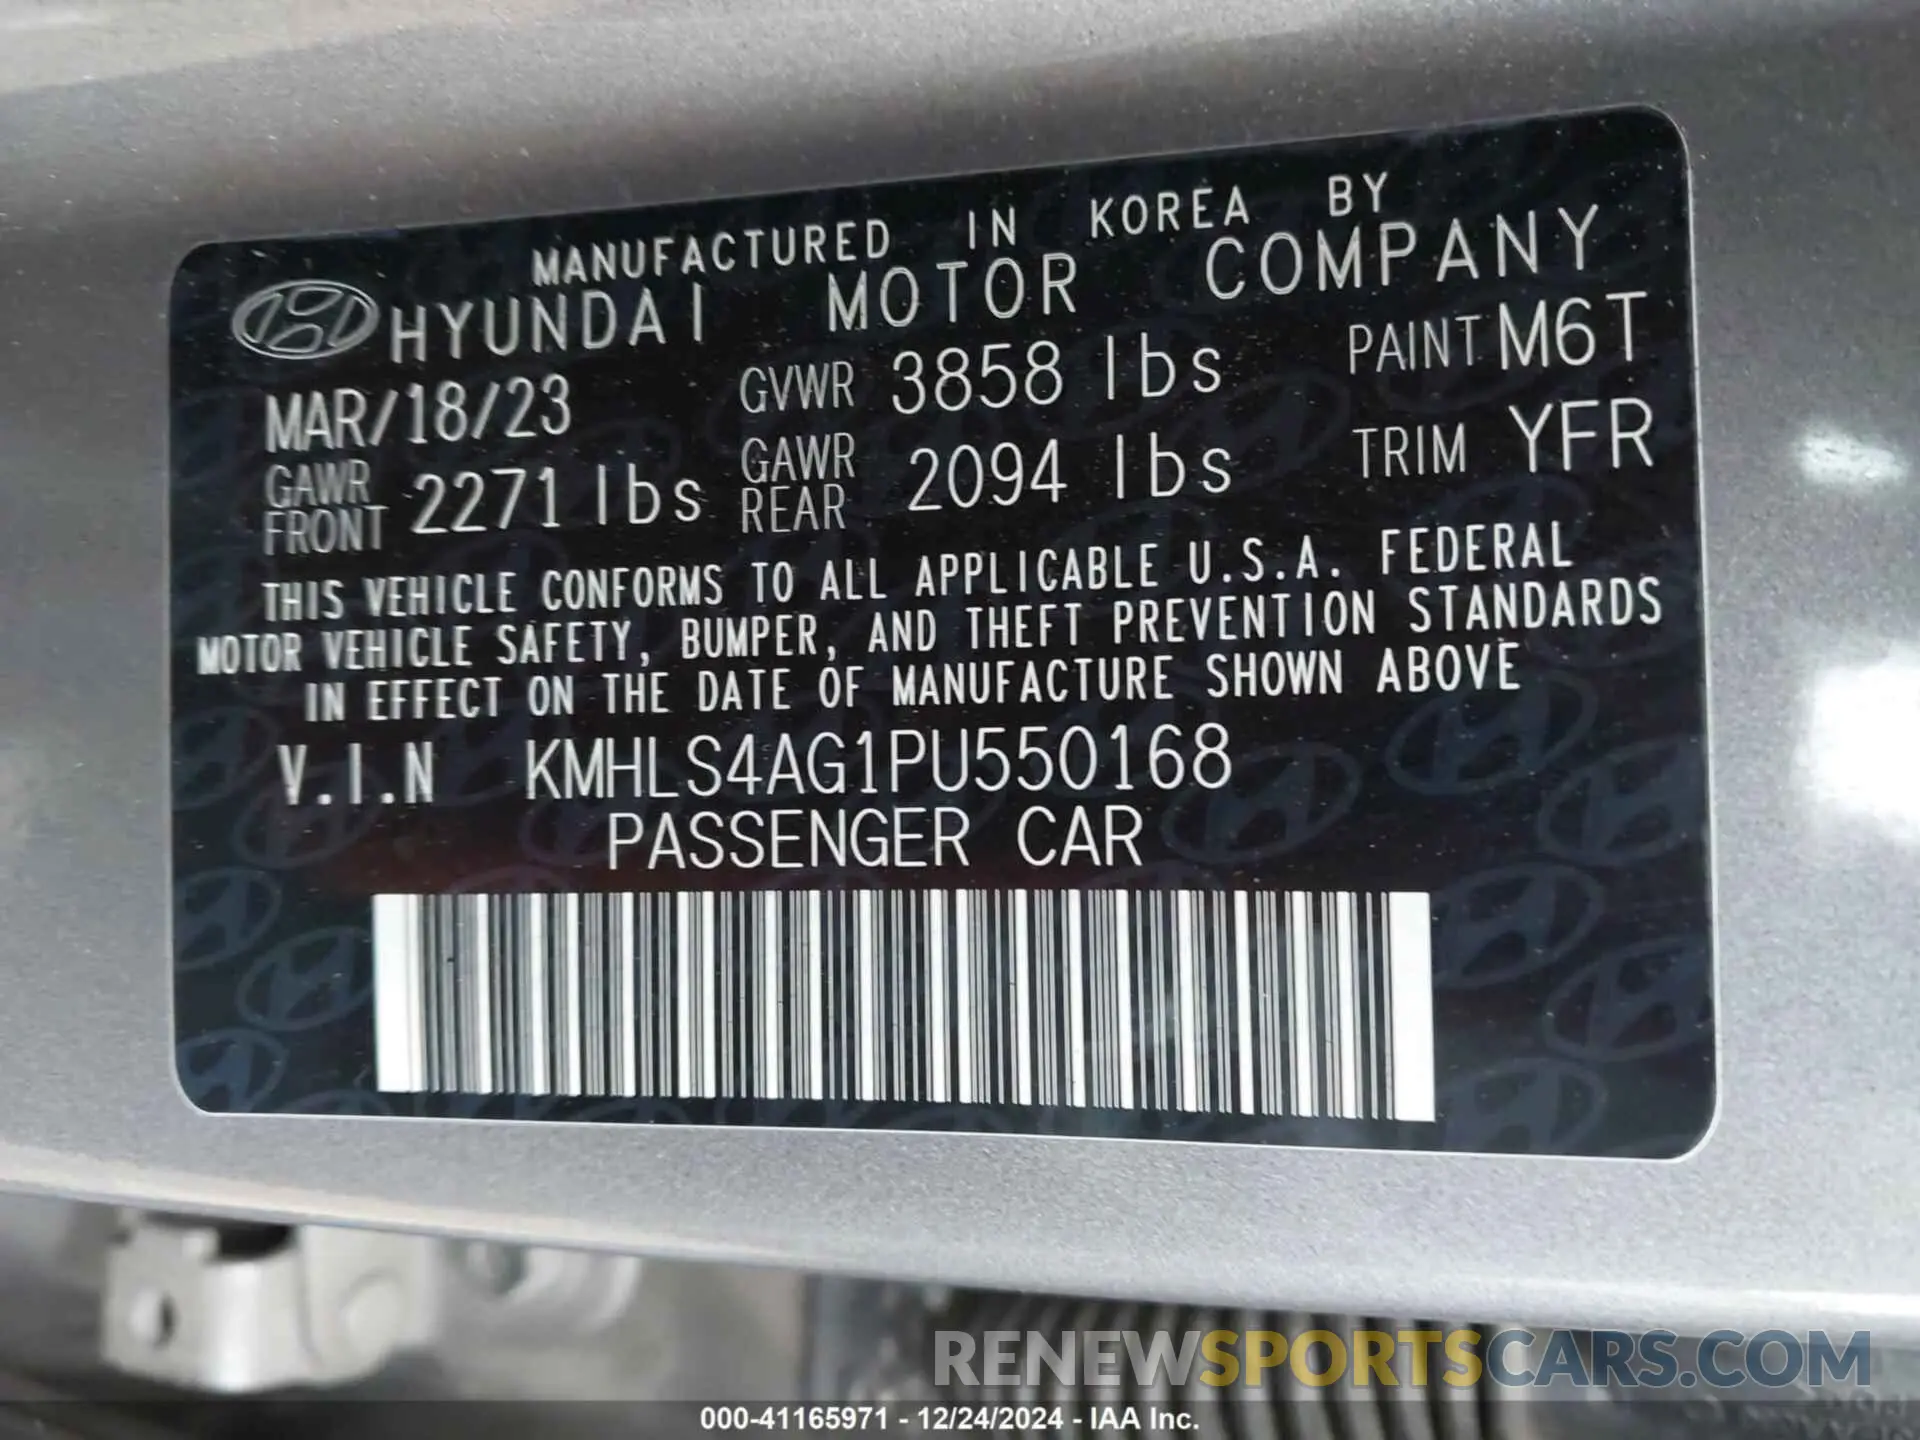 MANUFACTURED IN KOREA BY
HYUNDAI MOTOR COMPANY
MAR/18/23 GVWR 3858 lbs PAINT M6T
GAWR FRONT 2271 lbs GAWR REAR 2094 lbs TRIM YFR
THIS VEHICLE CONFORMS TO ALL APPLICABLE U.S.A. FEDERAL
MOTOR VEHICLE SAFETY, BUMPER, AND THEFT PREVENTION STANDARDS
IN EFFECT ON THE DATE OF MANUFACTURE SHOWN ABOVE
V.I.N KMHLS4AG1PU550168
PASSENGER CAR
RENEWSPORTSCARS.COM
000-41165971 - 12/24/2024 - IAA Inc.